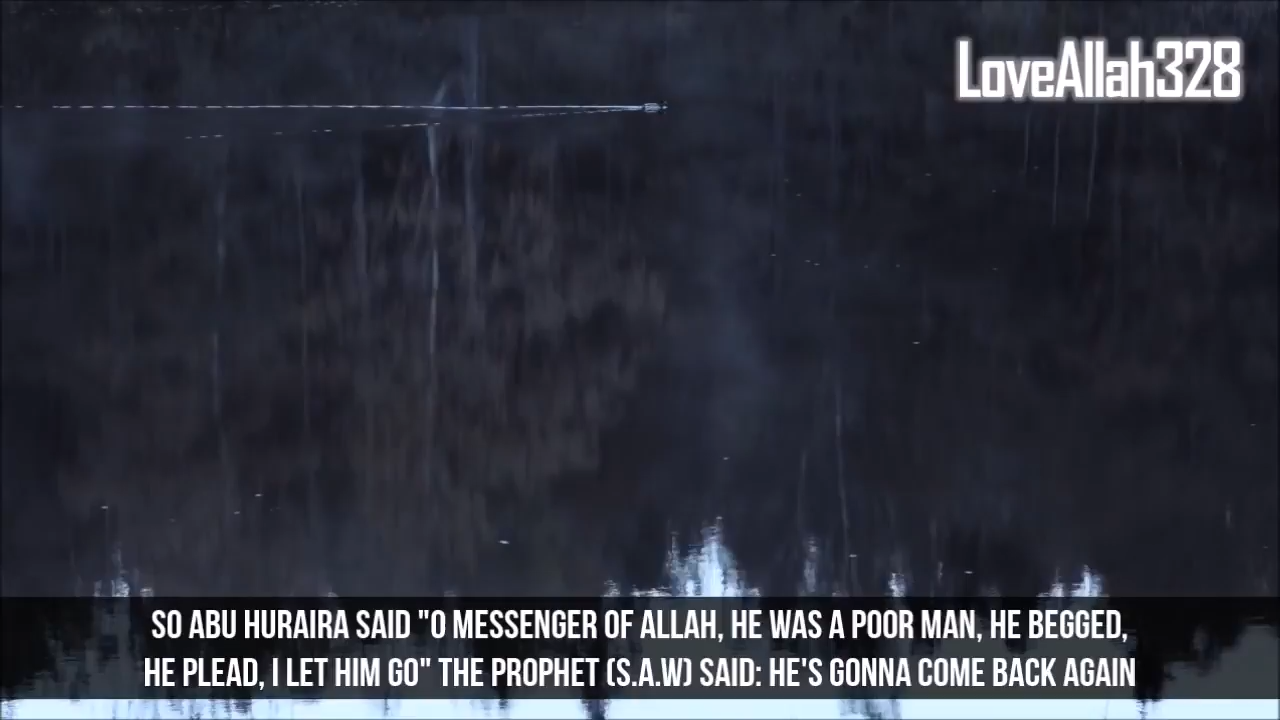 LoveAllah328
SO ABU HURAIRA SAID "O MESSENGER OF ALLAH, HE WAS A POOR MAN, HE BEGGED,
HE PLEAD, I LET HIM GO" THE PROPHET (S.A.W) SAID: HE'S GONNA COME BACK AGAIN